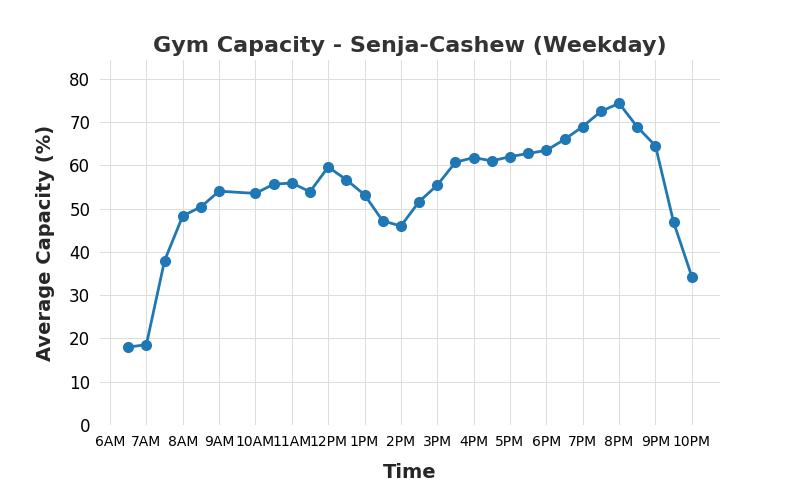 Gym Capacity - Senja-Cashew (Weekday)
80
70
60
50
40
30
20
10
0
Average Capacity (%)
6AM 7AM 8AM 9AM 10AM 11AM 12PM 1PM 2PM 3PM 4PM 5PM 6PM 7PM 8PM 9PM 10PM
Time